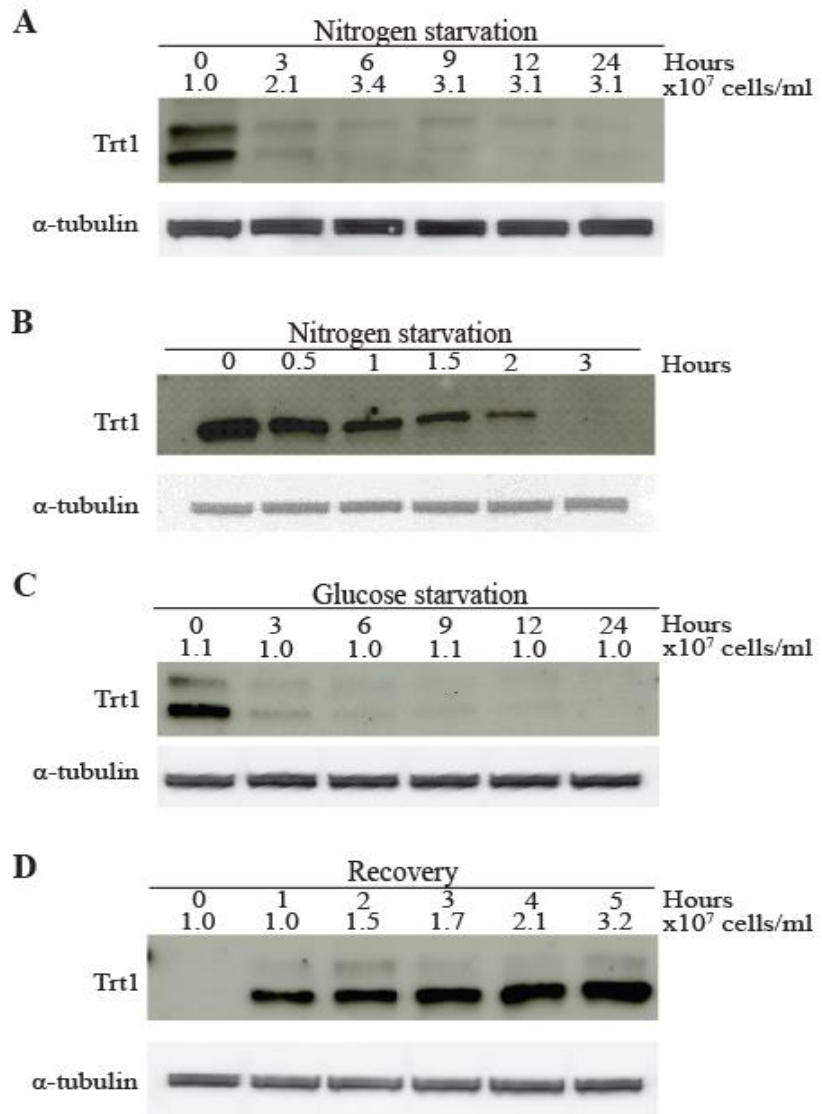 A
Nitrogen starvation
0 3 6 9 12 24 Hours
1.0 2.1 3.4 3.1 3.1 3.1 x10⁷ cells/ml
Trt1
α-tubulin
B
Nitrogen starvation
0 0.5 1 1.5 2 3 Hours
Trt1
α-tubulin
C
Glucose starvation
0 3 6 9 12 24 Hours
1.1 1.0 1.0 1.1 1.0 1.0 x10⁷ cells/ml
Trt1
α-tubulin
D
Recovery
0 1 2 3 4 5 Hours
1.0 1.0 1.5 1.7 2.1 3.2 x10⁷ cells/ml
Trt1
α-tubulin